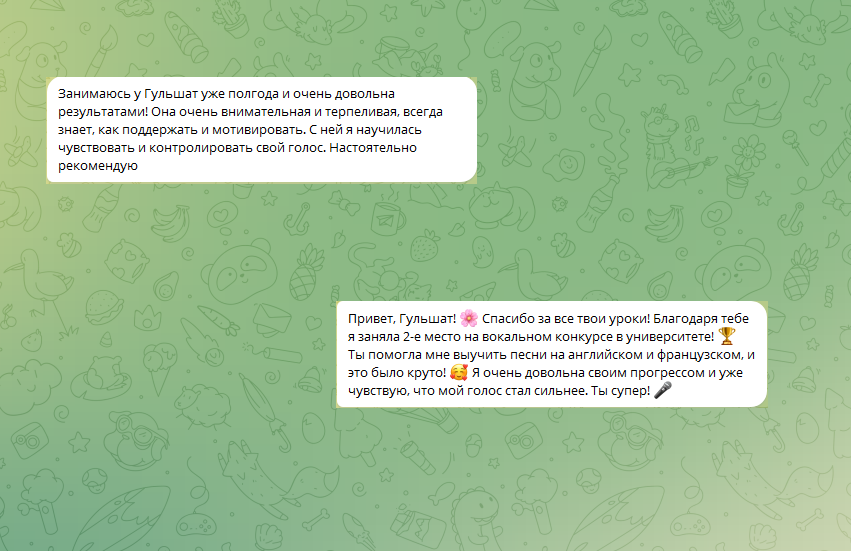 Занимаюсь у Гульшат уже полгода и очень довольна
результатами! Она очень внимательная и терпеливая, всегда
знает, как поддержать и мотивировать. С ней я научилась
чувствовать и контролировать свой голос. Настоятельно
рекомендую
Привет, Гульшат! 🌸 Спасибо за все твои уроки! Благодаря тебе
я заняла 2-е место на вокальном конкурсе в университете! 🏆
Ты помогла мне выучить песни на английском и французском, и
это было круто! 🥰 Я очень довольна своим прогрессом и уже
чувствую, что мой голос стал сильнее. Ты супер! 🎤